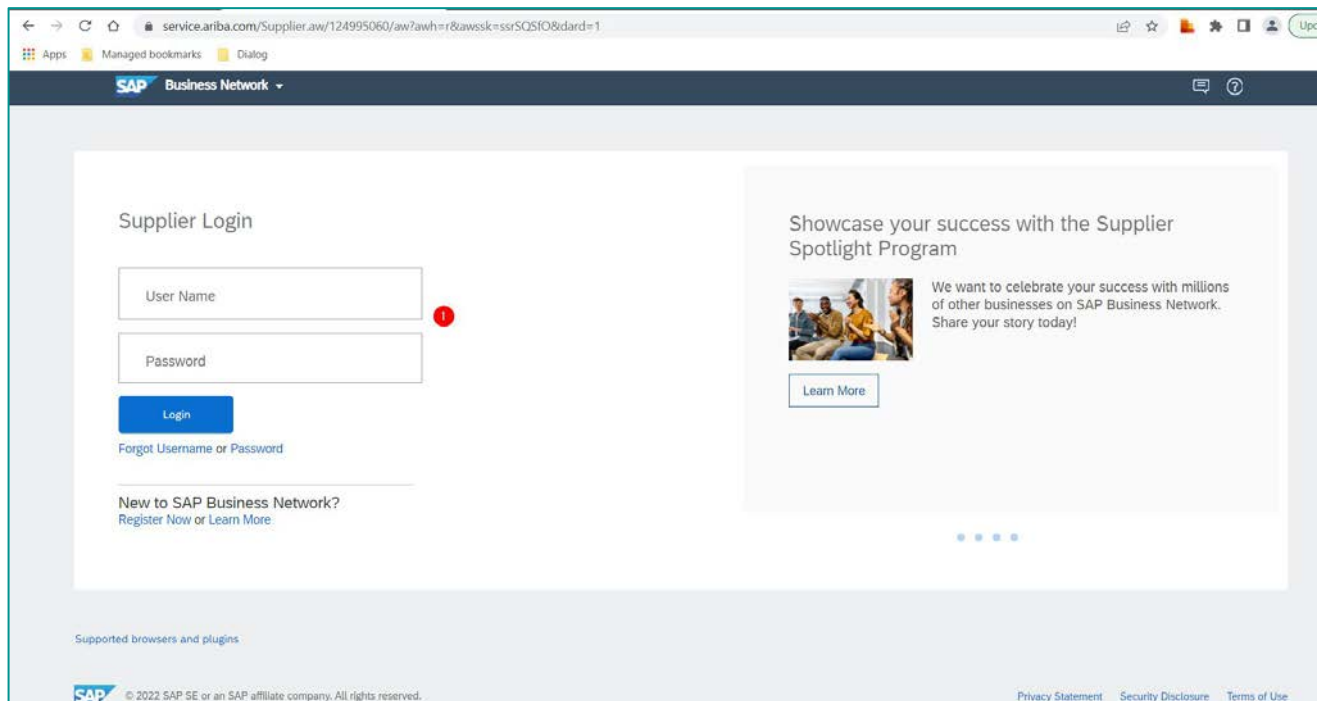 service.ariba.com/Supplier.aw/124995060/aw?awh=r&awssk=ssrSQSfO&dard=1
Upc
Apps Managed bookmarks Dialog
SAP Business Network
Supplier Login
User Name
1
Password
Login
Forgot Username or Password
New to SAP Business Network?
Register Now or Learn More
Showcase your success with the Supplier
Spotlight Program
We want to celebrate your success with millions
of other businesses on SAP Business Network.
Share your story today!
Learn More
Supported browsers and plugins
SAP © 2022 SAP SE or an SAP affiliate company. All rights reserved.
Privacy Statement Security Disclosure Terms of Use